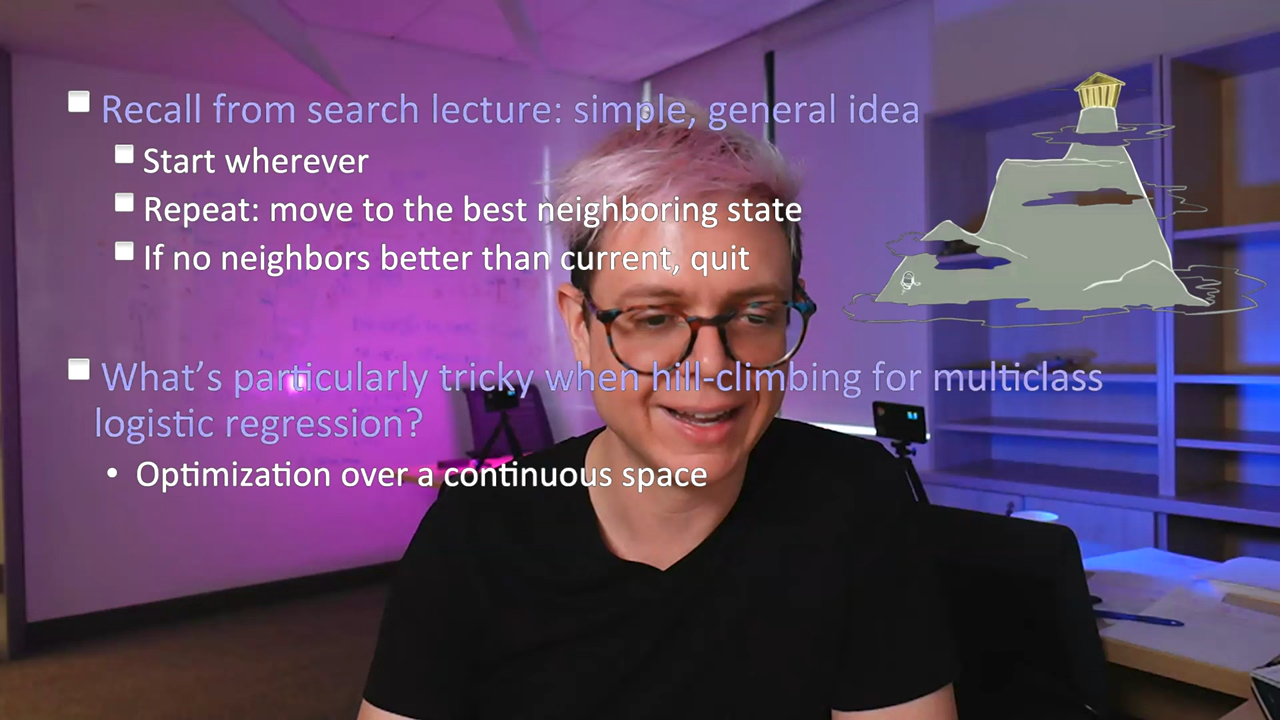 Recall from search lecture: simple, general idea
Start wherever
Repeat: move to the best neighboring state
If no neighbors better than current, quit
What’s particularly tricky when hill-climbing for multiclass
logistic regression?
• Optimization over a continuous space